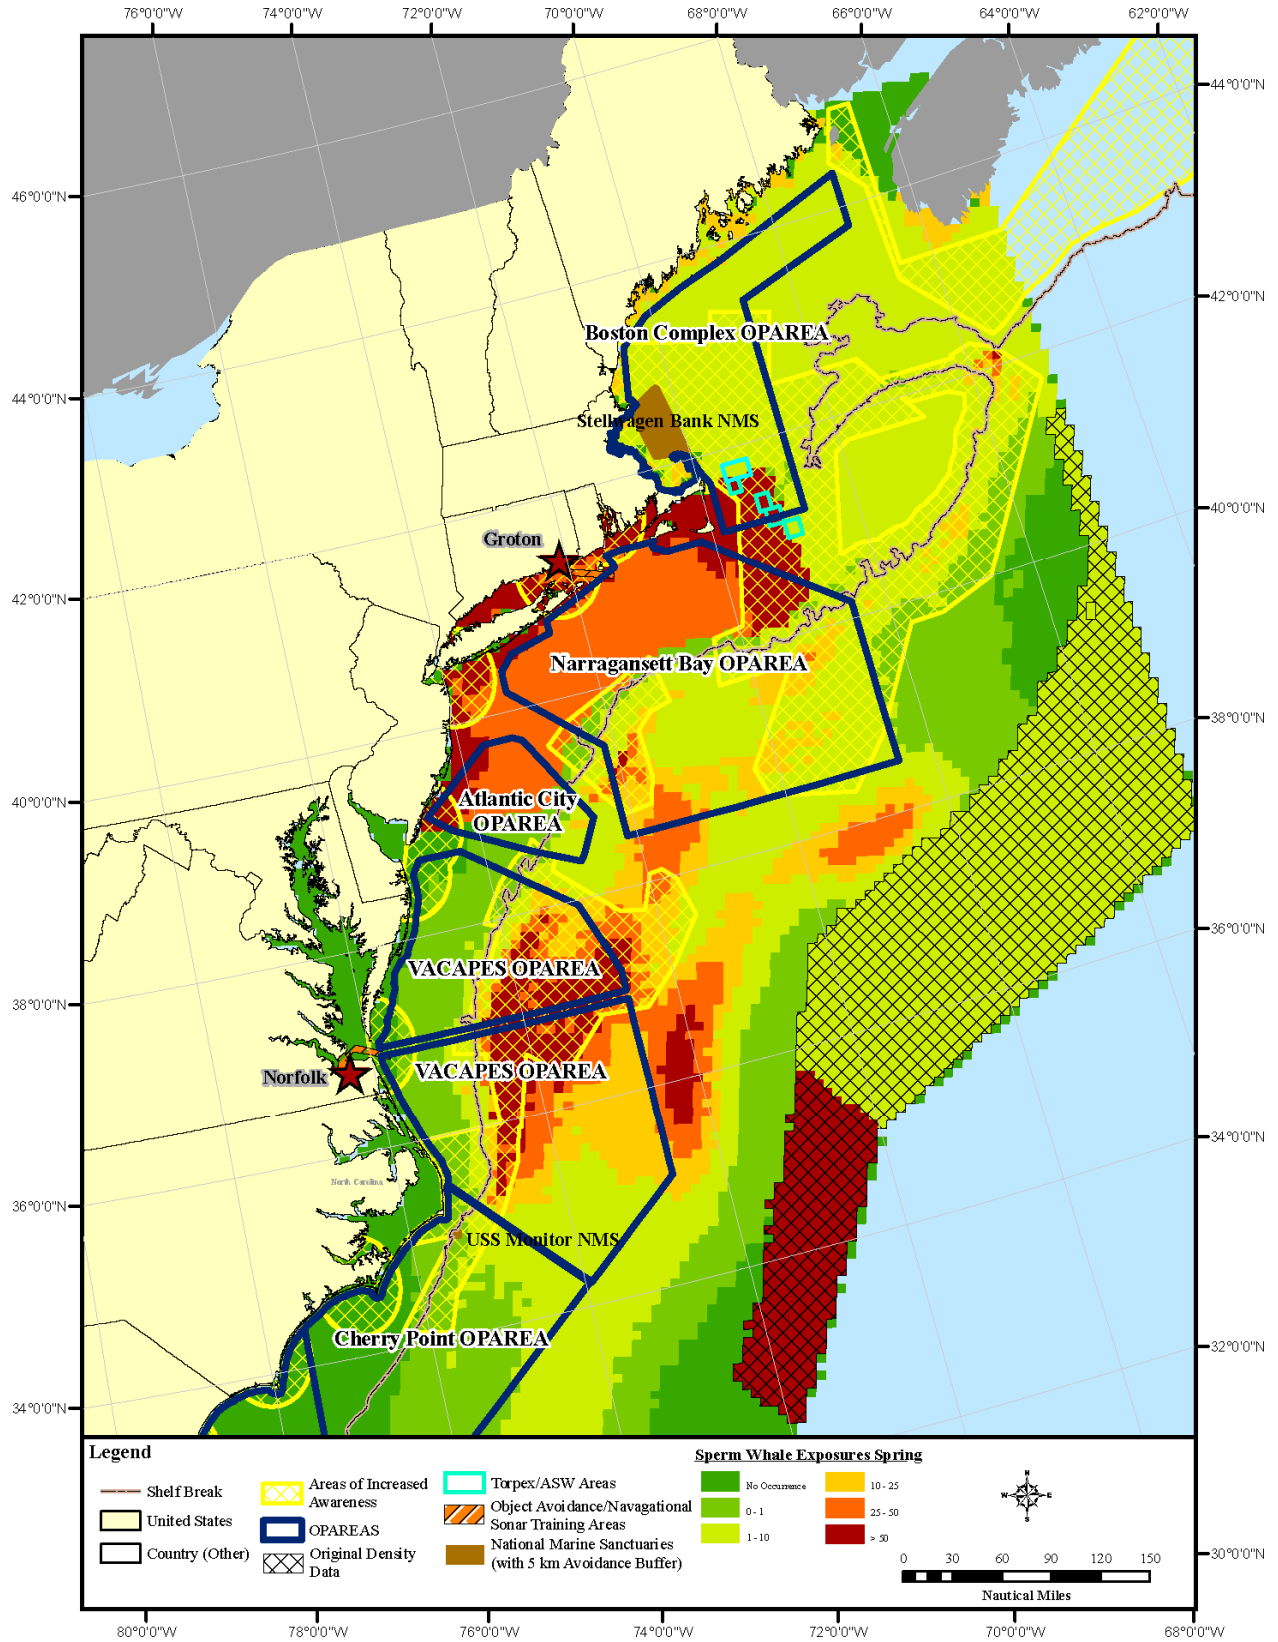 76°0'0"W
74°0'0"W
72°0'0"W
70°0'0"W
68°0'0"W
66°0'0"W
64°0'0"W
62°0'0"W
44°0'0"N
46°0'0"N
42°0'0"N
Boston Complex OPAREA
44°0'0"N
Stellwagen Bank NMS
40°0'0"N
Groton
42°0'0"N
Narragansett Bay OPAREA
38°0'0"N
40°0'0"N
Atlantic City
OPAREA
36°0'0"N
VACAPES OPAREA
38°0'0"N
VACAPES OPAREA
Norfolk
34°0'0"N
North Carolina
36°0'0"N
USS Monitor NMS
Cherry Point OPAREA
32°0'0"N
34°0'0"N
Legend
Shelf Break
United States
Country (Other)
Areas of Increased
Awareness
OPAREAS
Original Density
Data
Torpex/ASW Areas
Object Avoidance/Navagational
Sonar Training Areas
National Marine Sanctuaries
(with 5 km Avoidance Buffer)
Sperm Whale Exposures Spring
No Occurrence
0 - 1
1 - 10
10 - 25
25 - 50
> 50
N
W
E
S
0 30 60 90 120 150
Nautical Miles
30°0'0"N
80°0'0"W
78°0'0"W
76°0'0"W
74°0'0"W
72°0'0"W
70°0'0"W
68°0'0"W